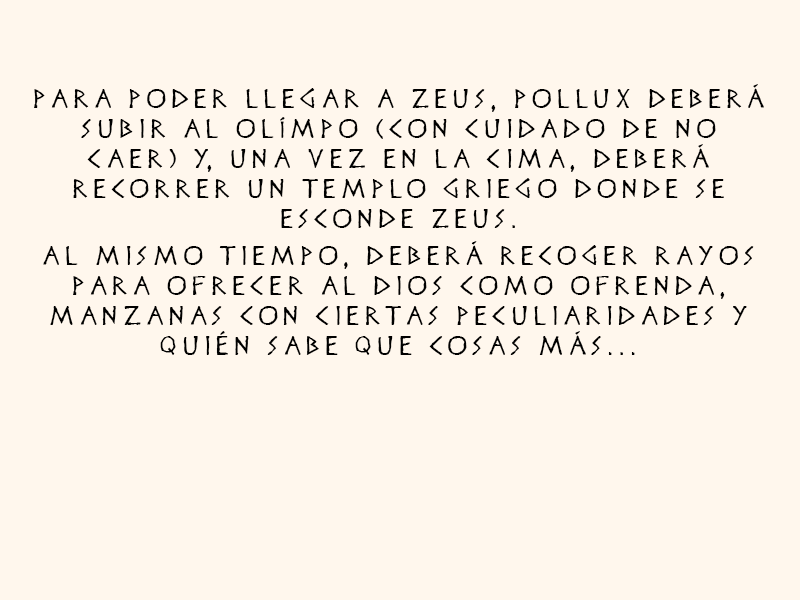 PARA PODER LLEGAR A ZEUS, POLLUX DEBERÁ
SUBIR AL OLÍMPO (CON CUIDADO DE NO
CAER) Y, UNA VEZ EN LA CIMA, DEBERÁ
RECORRER UN TEMPLO GRIEGO DONDE SE
ESCONDE ZEUS.
AL MISMO TIEMPO, DEBERÁ RECOGER RAYOS
PARA OFRECER AL DIOS COMO OFRENDA,
MANZANAS CON CIERTAS PECULIARIDADES Y
QUIÉN SABE QUE COSAS MÁS...